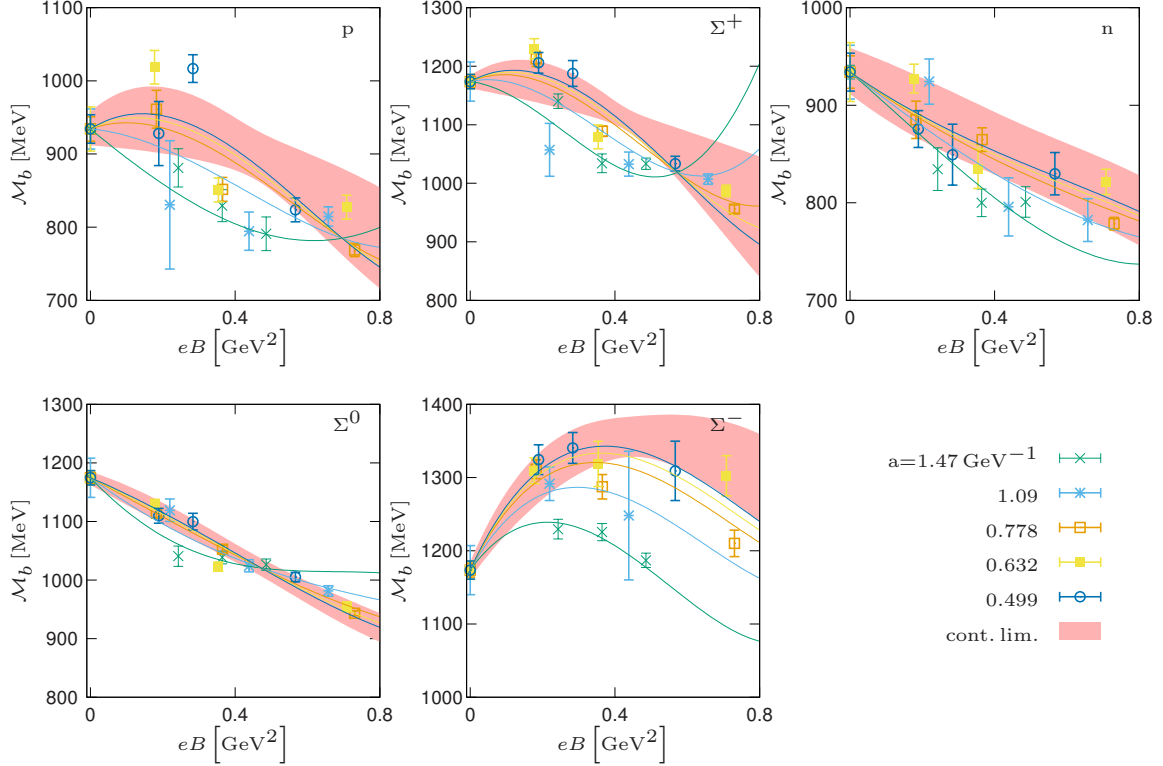 p
1100
1000
900
800
700
0
0.4
0.8
ℳ_b [MeV]
eB [GeV²]
Σ⁺
1300
1200
1100
1000
900
800
0
0.4
0.8
ℳ_b [MeV]
eB [GeV²]
n
1000
900
800
700
0
0.4
0.8
ℳ_b [MeV]
eB [GeV²]
Σ⁰
1300
1200
1100
1000
900
800
0
0.4
0.8
ℳ_b [MeV]
eB [GeV²]
Σ⁻
1400
1300
1200
1100
1000
0
0.4
0.8
ℳ_b [MeV]
eB [GeV²]
a=1.47 GeV⁻¹
1.09
0.778
0.632
0.499
cont. lim.